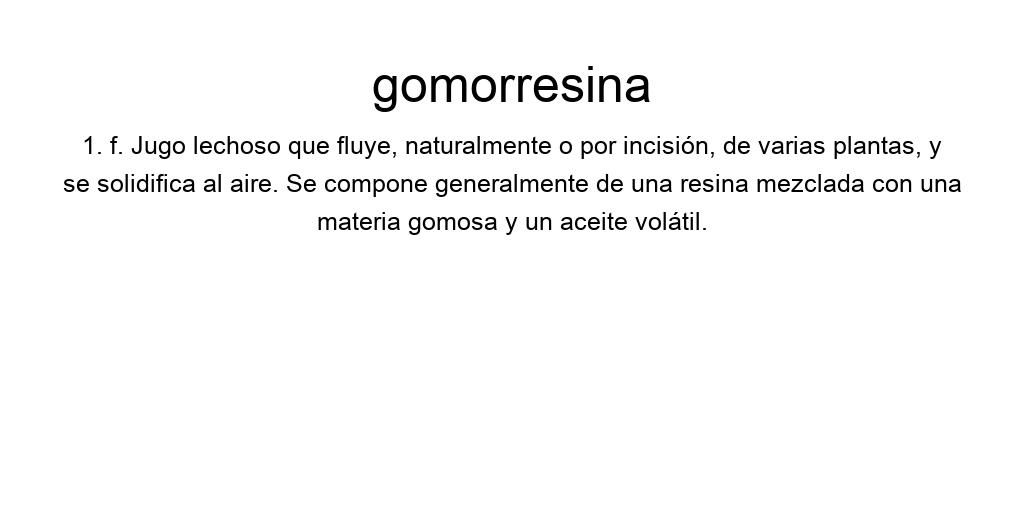 gomorresina
1. f. Jugo lechoso que fluye, naturalmente o por incisión, de varias plantas, y
se solidifica al aire. Se compone generalmente de una resina mezclada con una
materia gomosa y un aceite volátil.